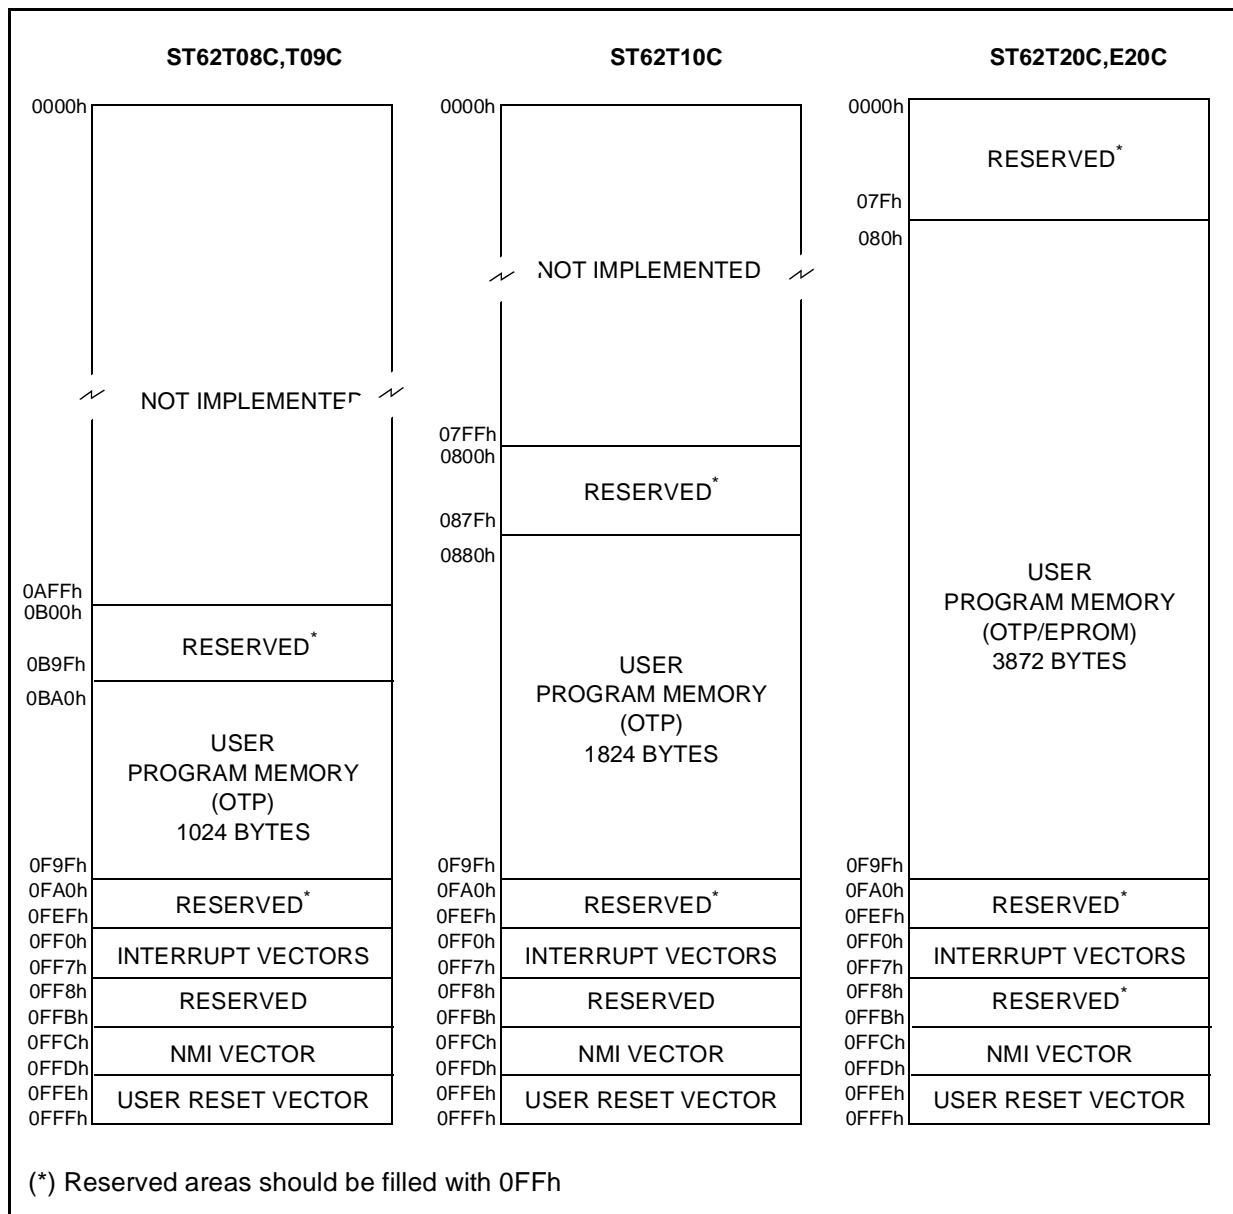 ST62T08C,T09C
0000h
NOT IMPLEMENTED
0AFFh
0B00h
RESERVED*
0B9Fh
0BA0h
USER
PROGRAM MEMORY
(OTP)
1024 BYTES
0F9Fh
0FA0h
RESERVED*
0FEFh
0FF0h
INTERRUPT VECTORS
0FF7h
0FF8h
RESERVED
0FFBh
0FFCh
NMI VECTOR
0FFDh
0FFEh
USER RESET VECTOR
0FFFh
ST62T10C
0000h
NOT IMPLEMENTED
07FFh
0800h
RESERVED*
087Fh
0880h
USER
PROGRAM MEMORY
(OTP)
1824 BYTES
0F9Fh
0FA0h
RESERVED*
0FEFh
0FF0h
INTERRUPT VECTORS
0FF7h
0FF8h
RESERVED
0FFBh
0FFCh
NMI VECTOR
0FFDh
0FFEh
USER RESET VECTOR
0FFFh
ST62T20C,E20C
0000h
RESERVED*
07Fh
080h
USER
PROGRAM MEMORY
(OTP/EPROM)
3872 BYTES
0F9Fh
0FA0h
RESERVED*
0FEFh
0FF0h
INTERRUPT VECTORS
0FF7h
0FF8h
RESERVED*
0FFBh
0FFCh
NMI VECTOR
0FFDh
0FFEh
USER RESET VECTOR
0FFFh
(*) Reserved areas should be filled with 0FFh